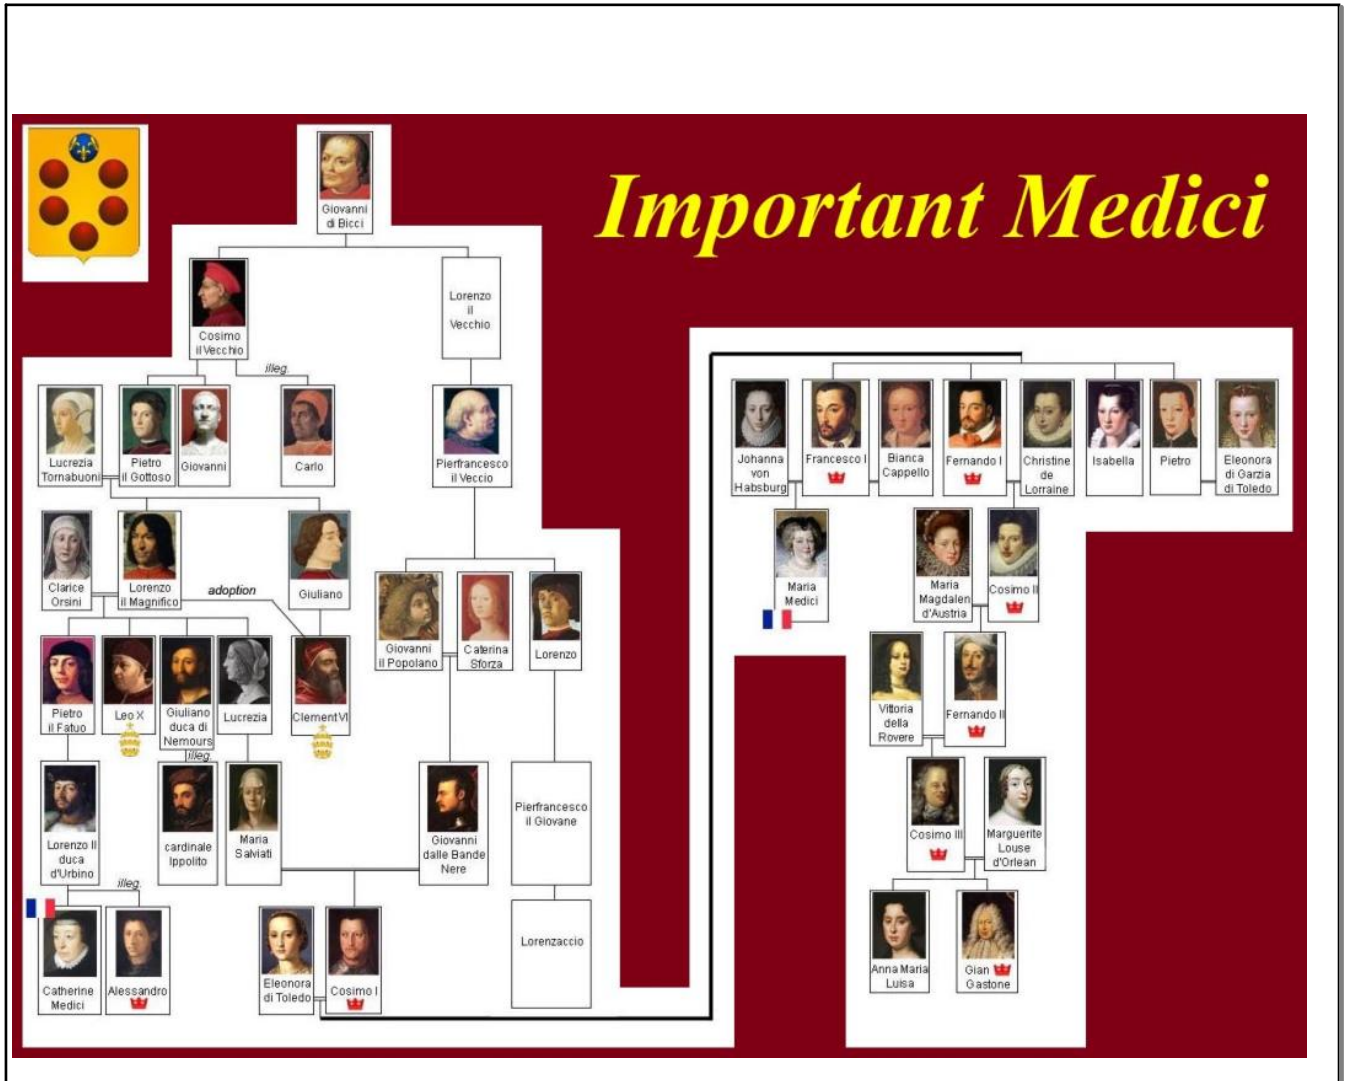 Important Medici
Giovanni
di Bicci
Cosimo
il Vecchio
Lorenzo
il
Vecchio
illeg.
Lucrezia
Tornabuoni
Pietro
il Gottoso
Giovanni
Carlo
Pierfrancesco
il Veccio
Clarice
Orsini
Lorenzo
il Magnifico
adoption
Giuliano
Giovanni
il Popolano
Caterina
Sforza
Lorenzo
Pietro
il Fatuo
Leo X
Giuliano
duca di
Nemours
Lucrezia
Clement VI
illeg.
Lorenzo II
duca
d'Urbino
cardinale
Ippolito
Maria
Salviati
Giovanni
dalle Bande
Nere
Pierfrancesco
il Giovane
illeg.
Catherine
Medici
Alessandro
Eleonora
di Toledo
Cosimo I
Lorenzaccio
Johanna
von
Habsburg
Francesco I
Bianca
Cappello
Fernando I
Christine
de
Lorraine
Isabella
Pietro
Eleonora
di Garzia
di Toledo
Maria
Medici
Maria
Magdalen
d'Austria
Cosimo II
Vittoria
della
Rovere
Fernando II
Cosimo III
Marguerite
Louse
d'Orlean
Anna Maria
Luisa
Gian
Gastone